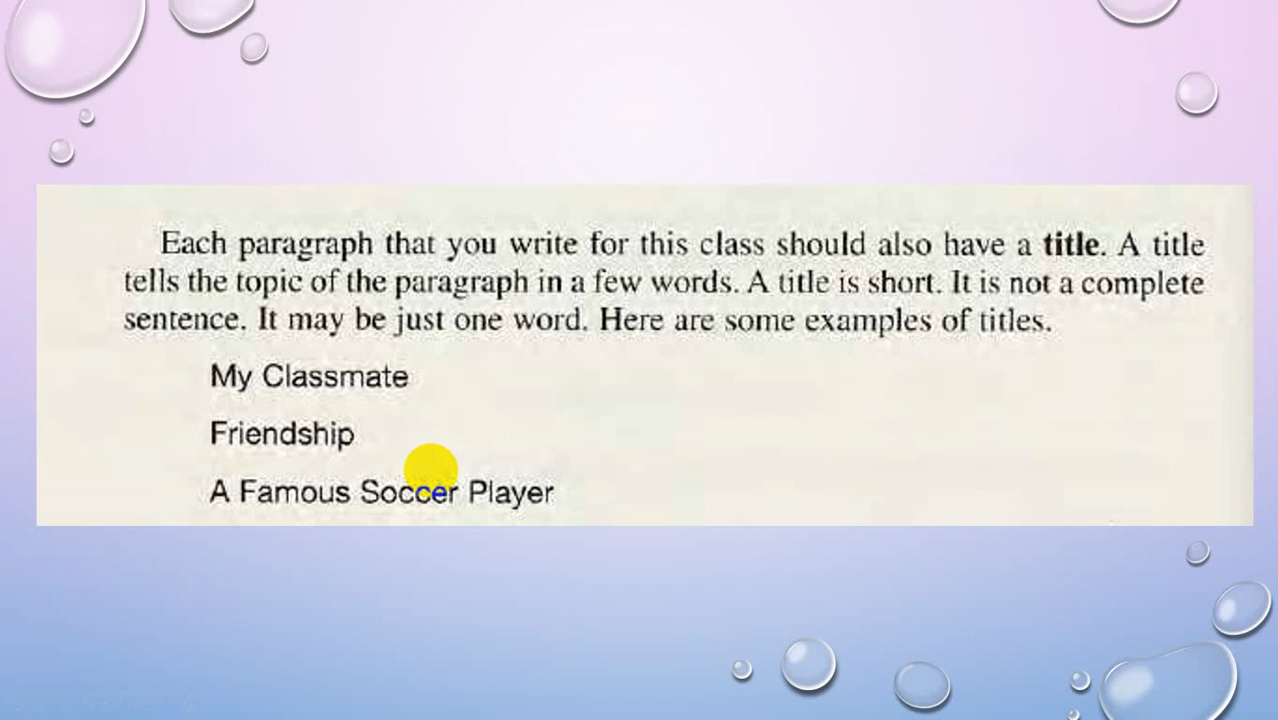 Each paragraph that you write for this class should also have a title. A title
tells the topic of the paragraph in a few words. A title is short. It is not a complete
sentence. It may be just one word. Here are some examples of titles.
My Classmate
Friendship
A Famous Soccer Player